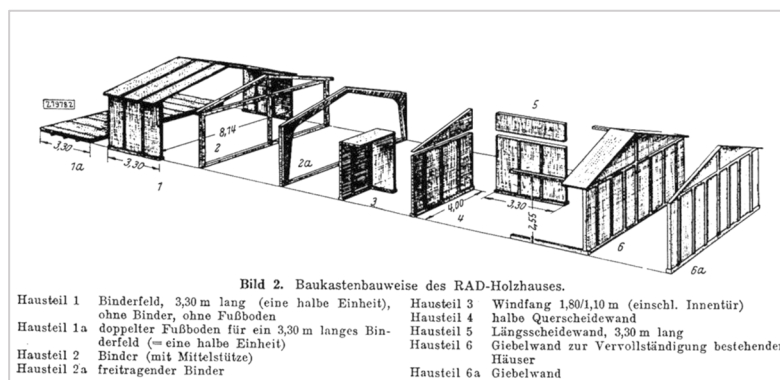 279782
3,30
1a
3,30
1
8,14
2
2a
3
4,00
4
5
3,30
2,55
6
6a
Bild 2. Baukastenbauweise des RAD-Holzhauses.
Hausteil 1 Binderfeld, 3,30 m lang (eine halbe Einheit),
ohne Binder, ohne Fußboden
Hausteil 1a doppelter Fußboden für ein 3,30 m langes Bin-
derfeld (= eine halbe Einheit)
Hausteil 2 Binder (mit Mittelstütze)
Hausteil 2a freitragender Binder
Hausteil 3 Windfang 1,80/1,10 m (einschl. Innentür)
Hausteil 4 halbe Querscheidewand
Hausteil 5 Längsscheidewand, 3,30 m lang
Hausteil 6 Giebelwand zur Vervollständigung bestehender
Häuser
Hausteil 6a Giebelwand